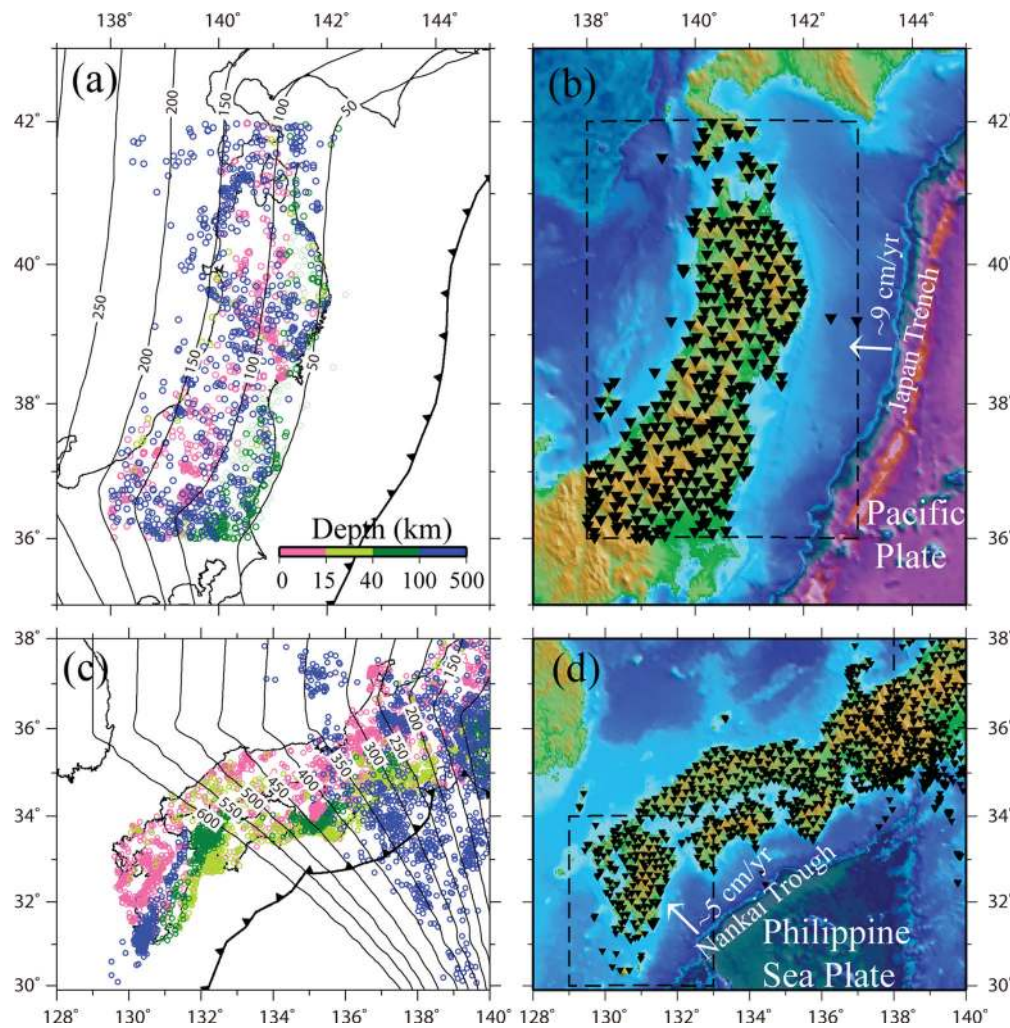 138° 140° 142° 144°
138° 140° 142° 144°
(a)
250
200
150
100
50
250
200
150
100
50
42°
40°
38°
36°
Depth (km)
0 15 40 100 500
(b)
~9 cm/yr
Japan Trench
Pacific
Plate
42°
40°
38°
36°
38°
36°
34°
32°
30°
(c)
150
200
250
300
350
400
450
500
550
600
128° 130° 132° 134° 136° 138° 140°
(d)
~5 cm/yr
Nankai Trough
Philippine
Sea Plate
38°
36°
34°
32°
30°
128° 130° 132° 134° 136° 138° 140°